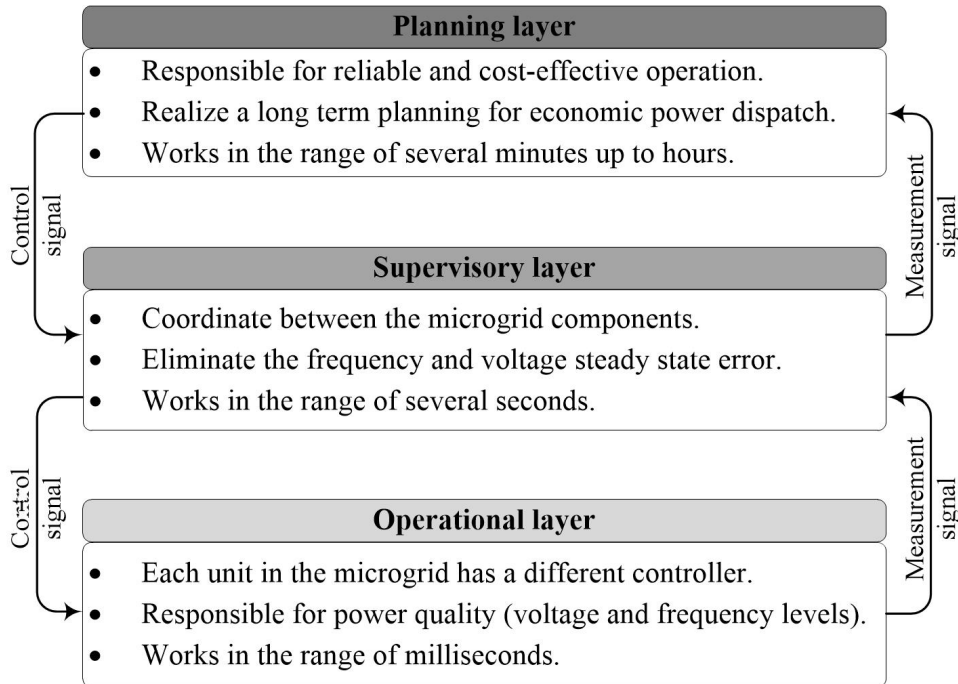 Planning layer
• Responsible for reliable and cost-effective operation.
• Realize a long term planning for economic power dispatch.
• Works in the range of several minutes up to hours.
Control
signal
Measurement
signal
Supervisory layer
• Coordinate between the microgrid components.
• Eliminate the frequency and voltage steady state error.
• Works in the range of several seconds.
Control
signal
Measurement
signal
Operational layer
• Each unit in the microgrid has a different controller.
• Responsible for power quality (voltage and frequency levels).
• Works in the range of milliseconds.